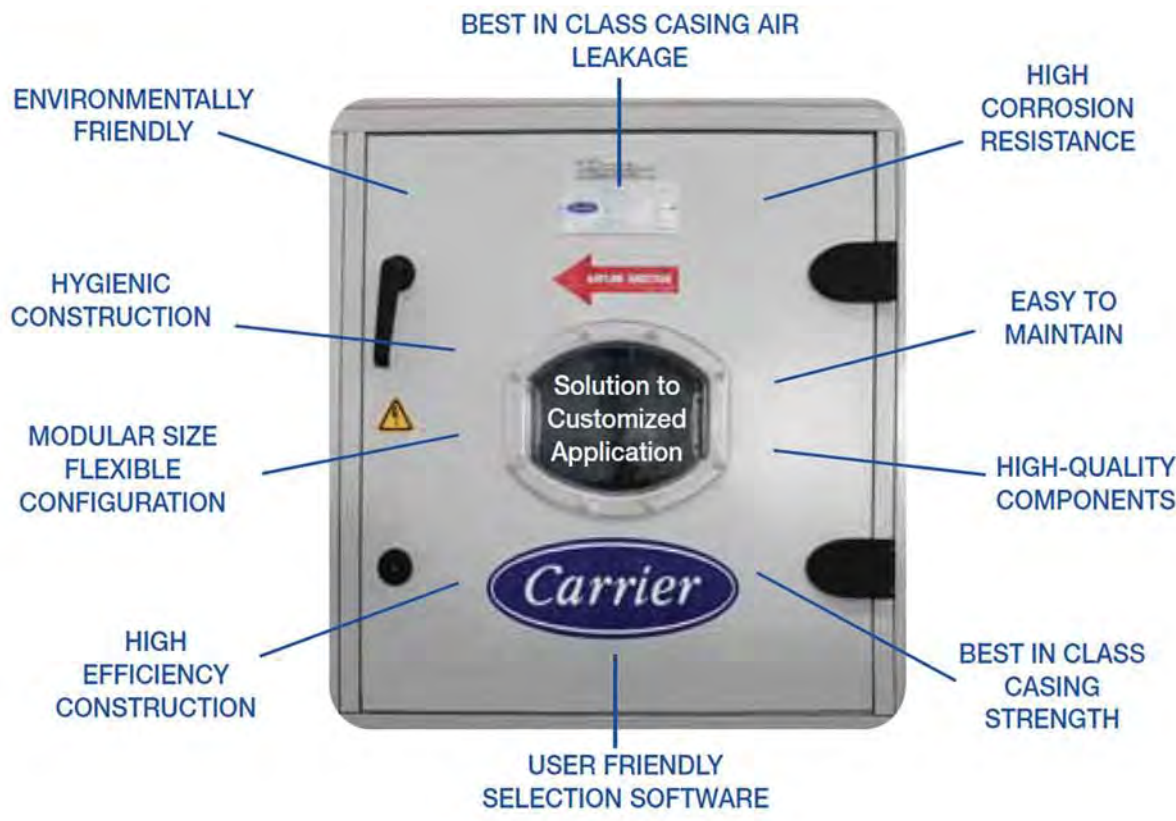 BEST IN CLASS CASING AIR
LEAKAGE
ENVIRONMENTALLY
FRIENDLY
HIGH
CORROSION
RESISTANCE
Carrier
HYGIENIC
CONSTRUCTION
EASY TO
MAINTAIN
Solution to
Customized
Application
MODULAR SIZE
FLEXIBLE
CONFIGURATION
HIGH-QUALITY
COMPONENTS
Carrier
HIGH
EFFICIENCY
CONSTRUCTION
BEST IN CLASS
CASING
STRENGTH
USER FRIENDLY
SELECTION SOFTWARE